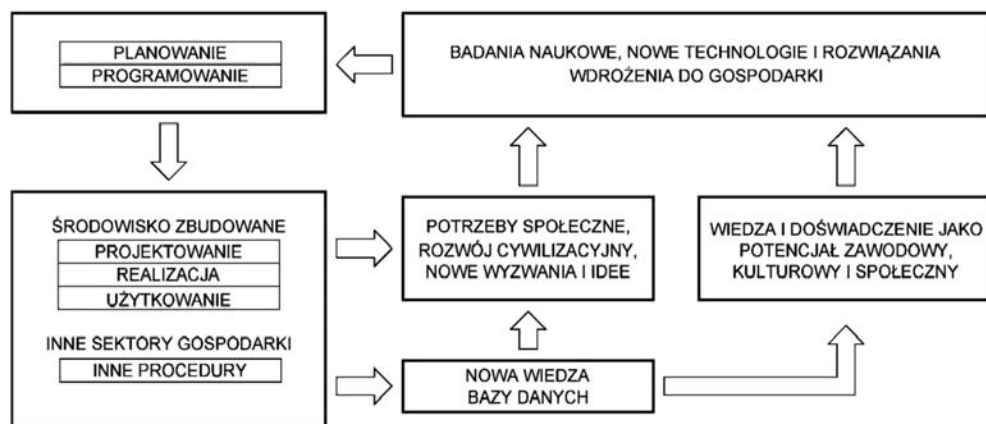 PLANOWANIE
PROGRAMOWANIE
BADANIA NAUKOWE, NOWE TECHNOLOGIE I ROZWIĄZANIA
WDROŻENIA DO GOSPODARKI
ŚRODOWISKO ZBUDOWANE
PROJEKTOWANIE
REALIZACJA
UŻYTKOWANIE
INNE SEKTORY GOSPODARKI
INNE PROCEDURY
POTRZEBY SPOŁECZNE,
ROZWÓJ CYWILIZACYJNY,
NOWE WYZWANIA I IDEE
WIEDZA I DOŚWIADCZENIE JAKO
POTENCJAŁ ZAWODOWY,
KULTUROWY I SPOŁECZNY
NOWA WIEDZA
BAZY DANYCH